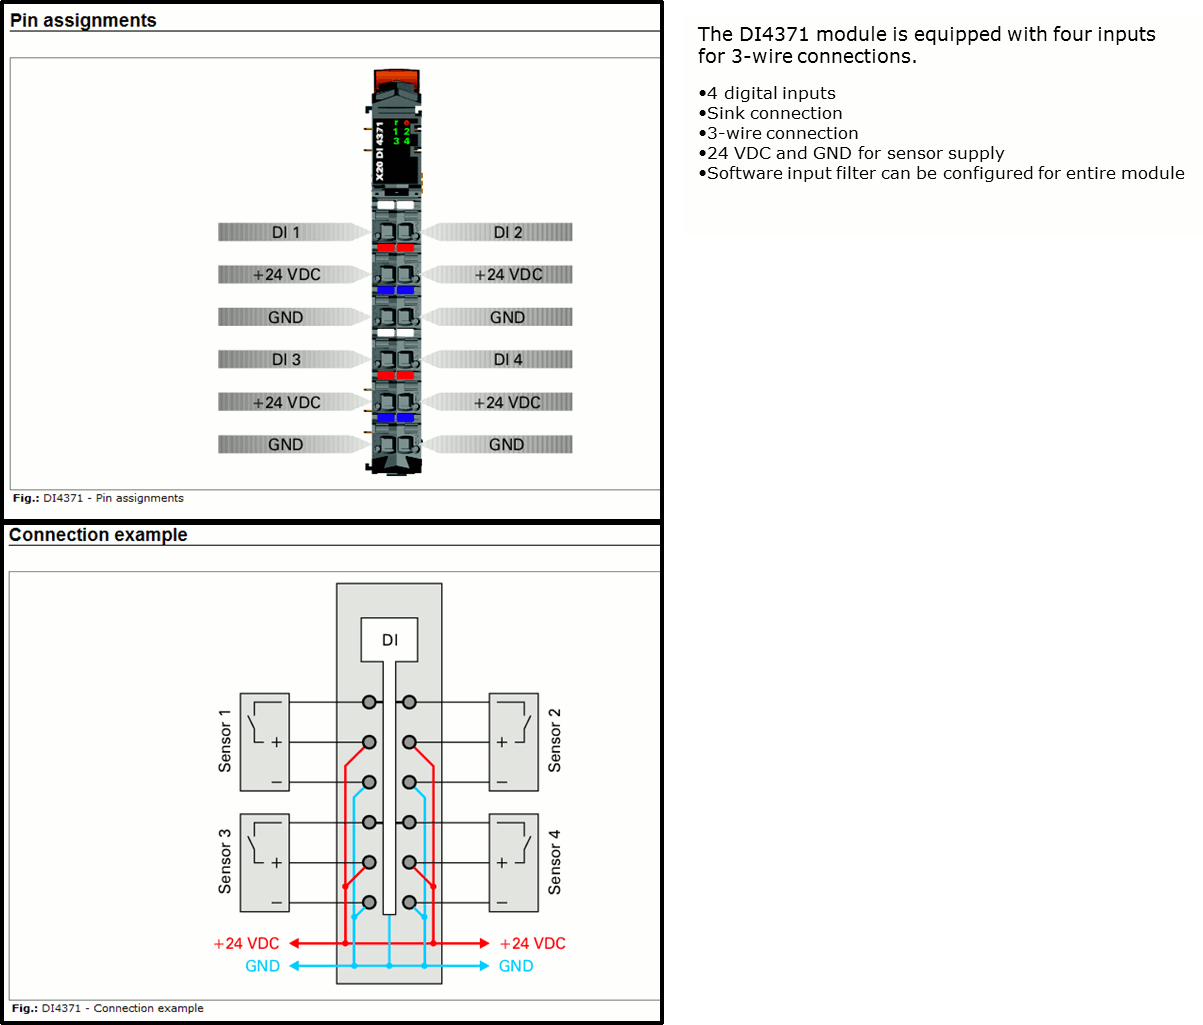 Pin assignments
X20 DI 4371
r e
1 2
3 4
DI 1
DI 2
+24 VDC
+24 VDC
GND
GND
DI 3
DI 4
+24 VDC
+24 VDC
GND
GND
Fig.: DI4371 - Pin assignments
Connection example
DI
Sensor 1
+
−
Sensor 2
+
−
Sensor 3
+
−
Sensor 4
+
−
+24 VDC
+24 VDC
GND
GND
Fig.: DI4371 - Connection example
The DI4371 module is equipped with four inputs
for 3-wire connections.
•4 digital inputs
•Sink connection
•3-wire connection
•24 VDC and GND for sensor supply
•Software input filter can be configured for entire module